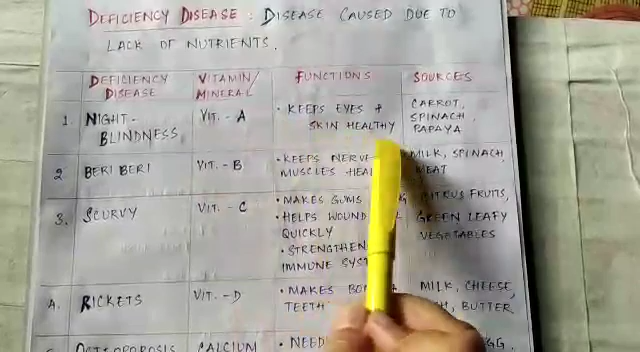 DEFICIENCY DISEASE : DISEASE CAUSED DUE TO
LACK OF NUTRIENTS.
DEFICIENCY DISEASE VITAMIN/ MINERAL FUNCTIONS SOURCES
1. NIGHT- BLINDNESS VIT. - A • KEEPS EYES + SKIN HEALTHY CARROT, SPINACH, PAPAYA
2 BERI BERI VIT. - B • KEEPS NERVE MUSCLES MILK, SPINACH MEAT
3. SCURVY VIT. - C • MAKES GUMS CITRUS FRUITS,
• HELPS WOUND QUICKLY GREEN LEAFY
• STRENGTHEN IMMUNE VEGETABLES
4. RICKETS VIT. - D • MAKES TEETH MILK, CHEESE, BUTTER.
CALCIUM